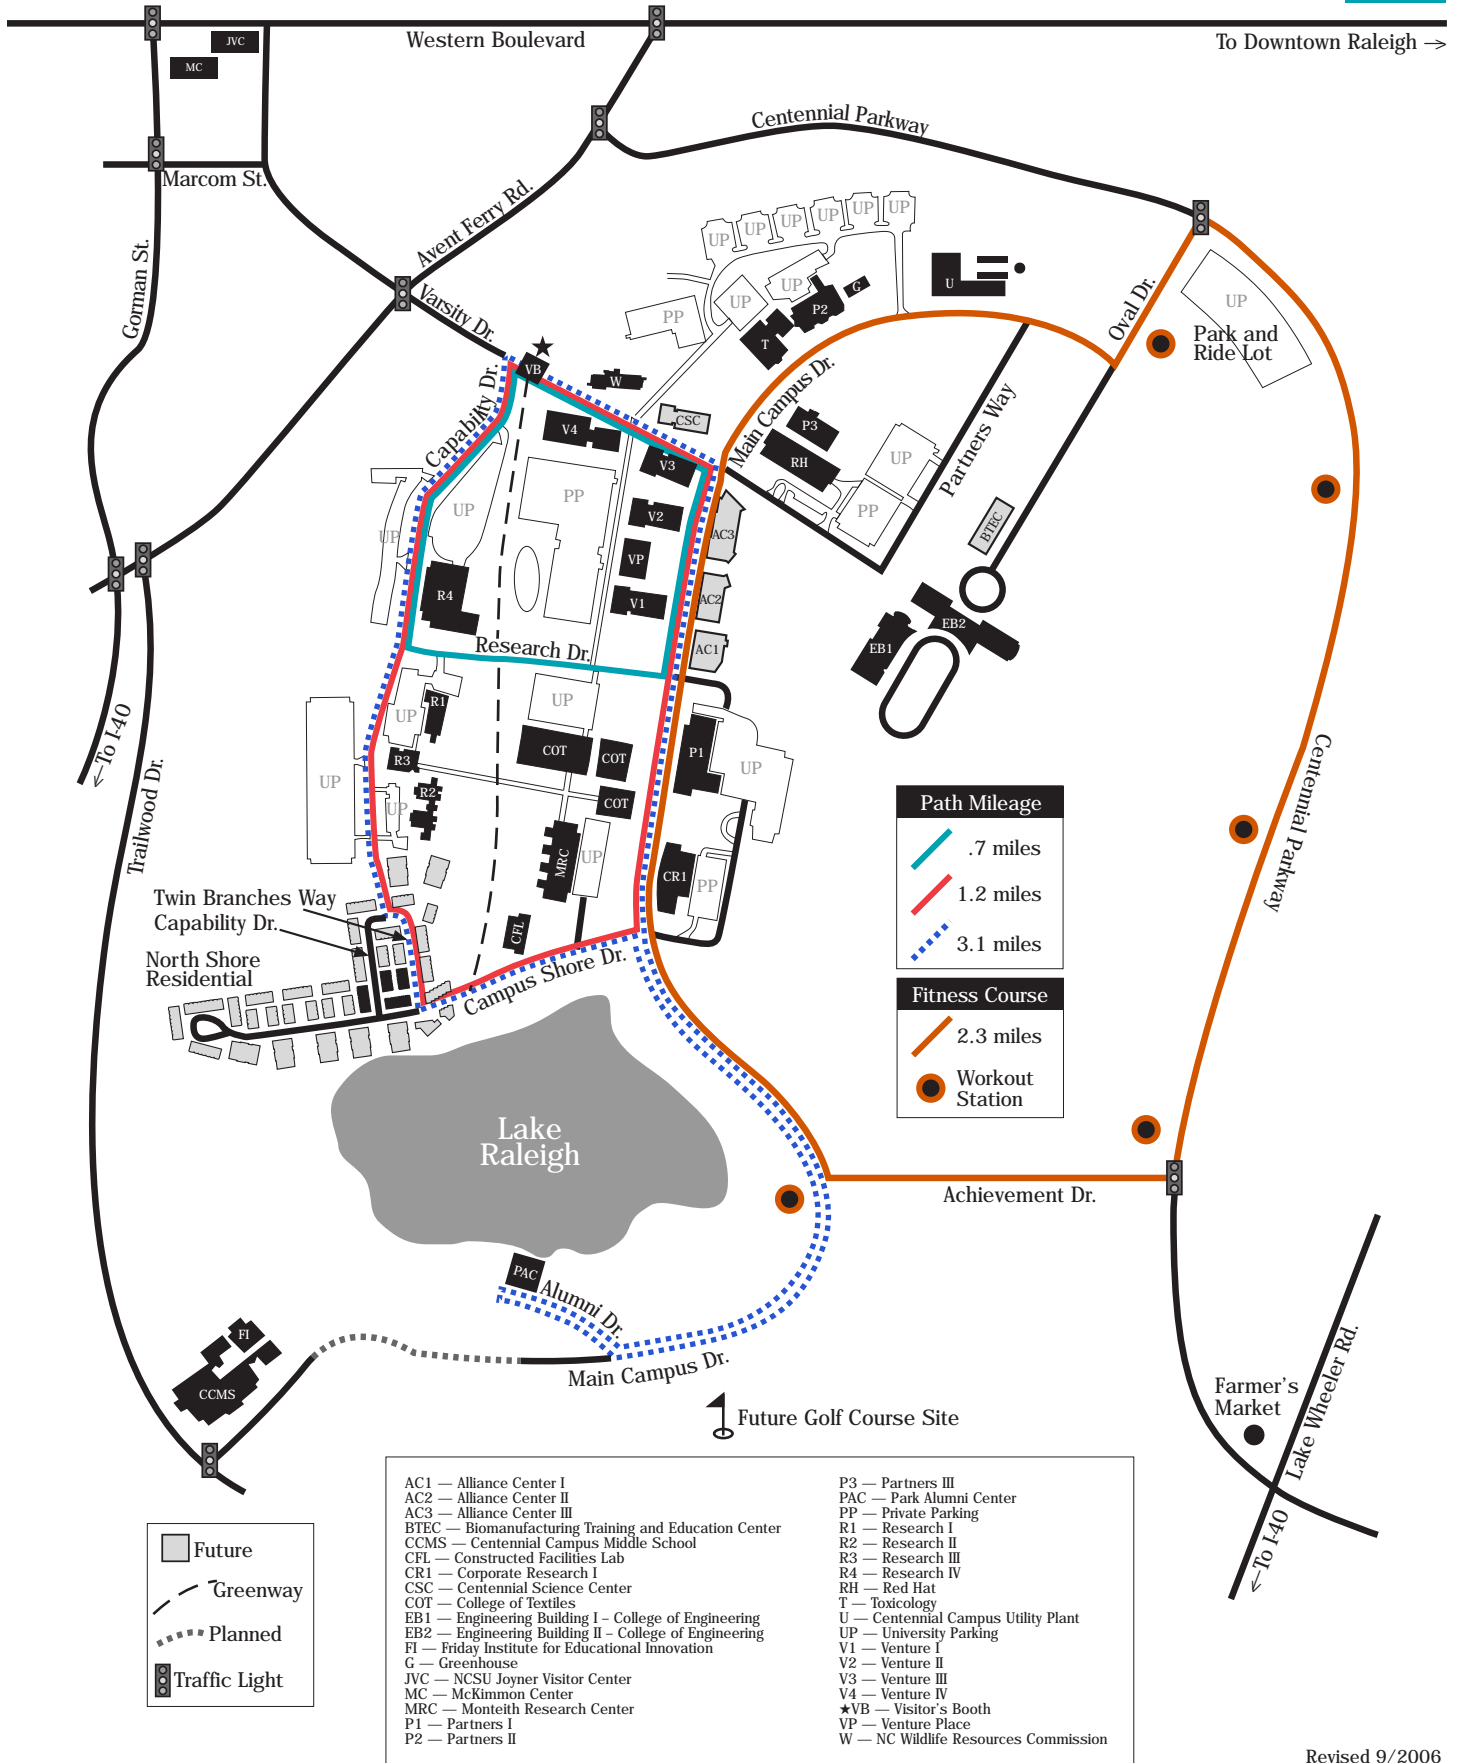 Western Boulevard
To Downtown Raleigh →
JVC
MC
Centennial Parkway
Marcom St.
Avent Ferry Rd.
Gorman St.
Varsity Dr.
UP
UP
UP
UP
UP
UP
UP
UP
PP
G
P2
T
U
Oval Dr.
UP
Park and
Ride Lot
VB
W
CSC
Capability Dr.
Main Campus Dr.
Partners Way
V4
V3
P3
RH
UP
PP
UP
UP
PP
V2
VP
V1
AC3
AC2
AC1
BTEC
EB2
EB1
R4
Research Dr.
←To I-40
Trailwood Dr.
UP
R1
UP
UP
R3
R2
UP
COT
COT
COT
P1
UP
MRC
UP
CR1
PP
CFL
Centennial Parkway
Path Mileage
.7 miles
1.2 miles
3.1 miles
Fitness Course
2.3 miles
Workout
Station
Twin Branches Way
Capability Dr.
North Shore
Residential
Campus Shore Dr.
Lake
Raleigh
Achievement Dr.
PAC
Alumni Dr.
Main Campus Dr.
FI
CCMS
Future Golf Course Site
Farmer's
Market
Lake Wheeler Rd.
←To I-40
Future
Greenway
Planned
Traffic Light
AC1 — Alliance Center I
AC2 — Alliance Center II
AC3 — Alliance Center III
BTEC — Biomanufacturing Training and Education Center
CCMS — Centennial Campus Middle School
CFL — Constructed Facilities Lab
CR1 — Corporate Research I
CSC — Centennial Science Center
COT — College of Textiles
EB1 — Engineering Building I – College of Engineering
EB2 — Engineering Building II – College of Engineering
FI — Friday Institute for Educational Innovation
G — Greenhouse
JVC — NCSU Joyner Visitor Center
MC — McKimmon Center
MRC — Monteith Research Center
P1 — Partners I
P2 — Partners II
P3 — Partners III
PAC — Park Alumni Center
PP — Private Parking
R1 — Research I
R2 — Research II
R3 — Research III
R4 — Research IV
RH — Red Hat
T — Toxicology
U — Centennial Campus Utility Plant
UP — University Parking
V1 — Venture I
V2 — Venture II
V3 — Venture III
V4 — Venture IV
★VB — Visitor's Booth
VP — Venture Place
W — NC Wildlife Resources Commission
Revised 9/2006